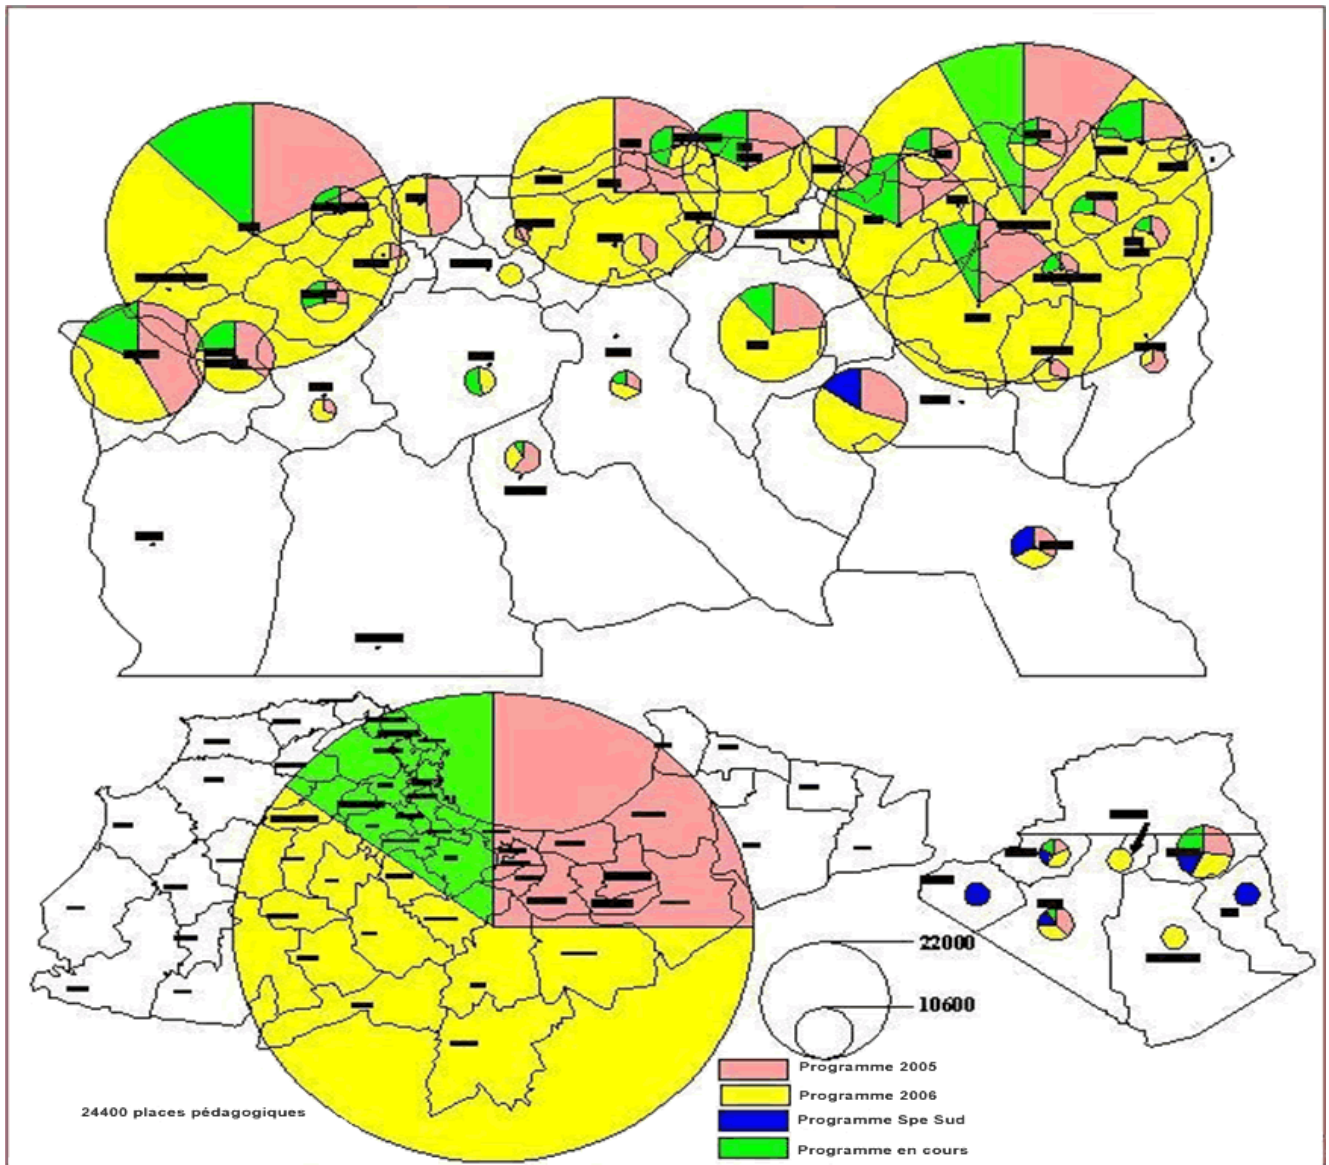 22000
10600
Programme 2005
Programme 2006
Programme Spe Sud
Programme en cours
24400 places pédagogiques